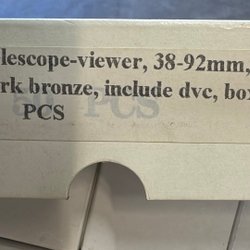 lescope-viewer, 38-92mm,
rk bronze, include dvc, box
PCS